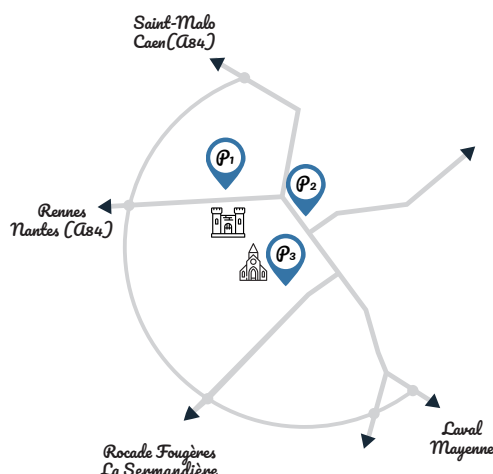 Saint-Malo
Caen(A84)
P1
P2
Rennes
Nantes (A84)
P3
Laval
Mayenne
Rocade Fougères
La Sermandière